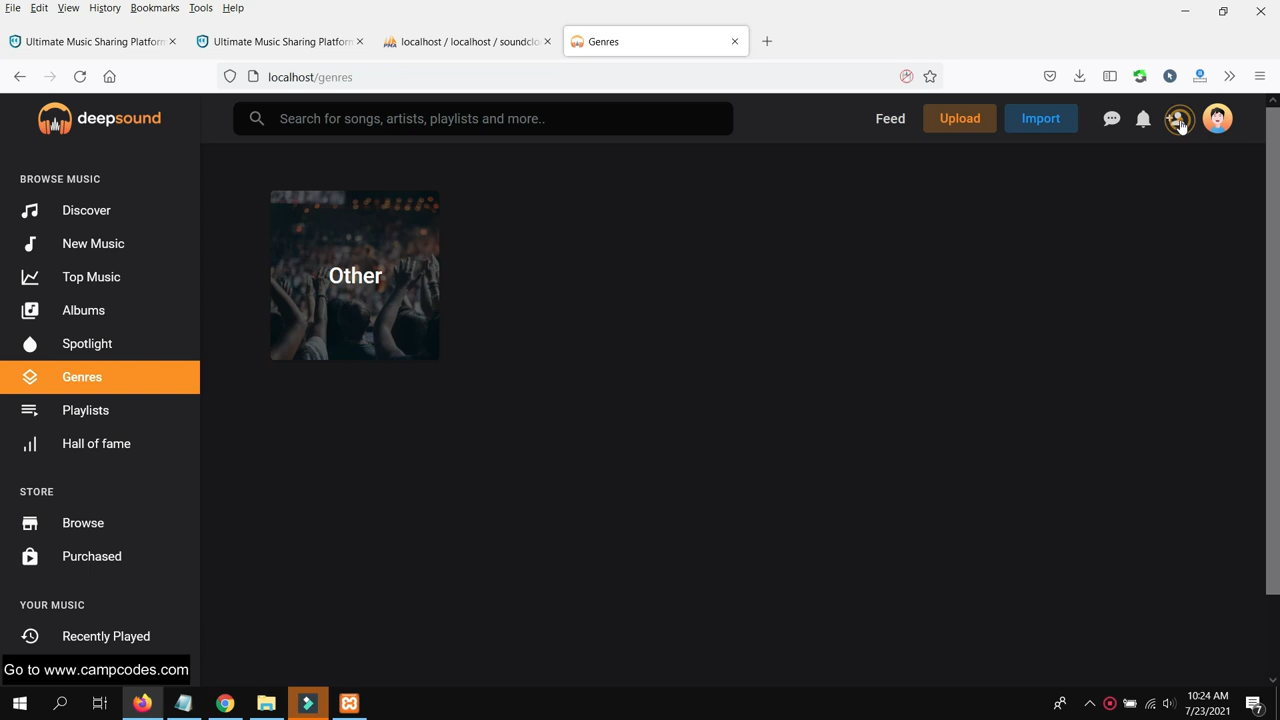 File Edit View History Bookmarks Tools Help
Ultimate Music Sharing Platform
Ultimate Music Sharing Platform
localhost / localhost / soundclo
Genres
localhost/genres
deepsound
Search for songs, artists, playlists and more..
Feed
Upload
Import
BROWSE MUSIC
Discover
New Music
Top Music
Albums
Spotlight
Genres
Playlists
Hall of fame
STORE
Browse
Purchased
YOUR MUSIC
Recently Played
Other
Go to www.campcodes.com
10:24 AM
7/23/2021
7